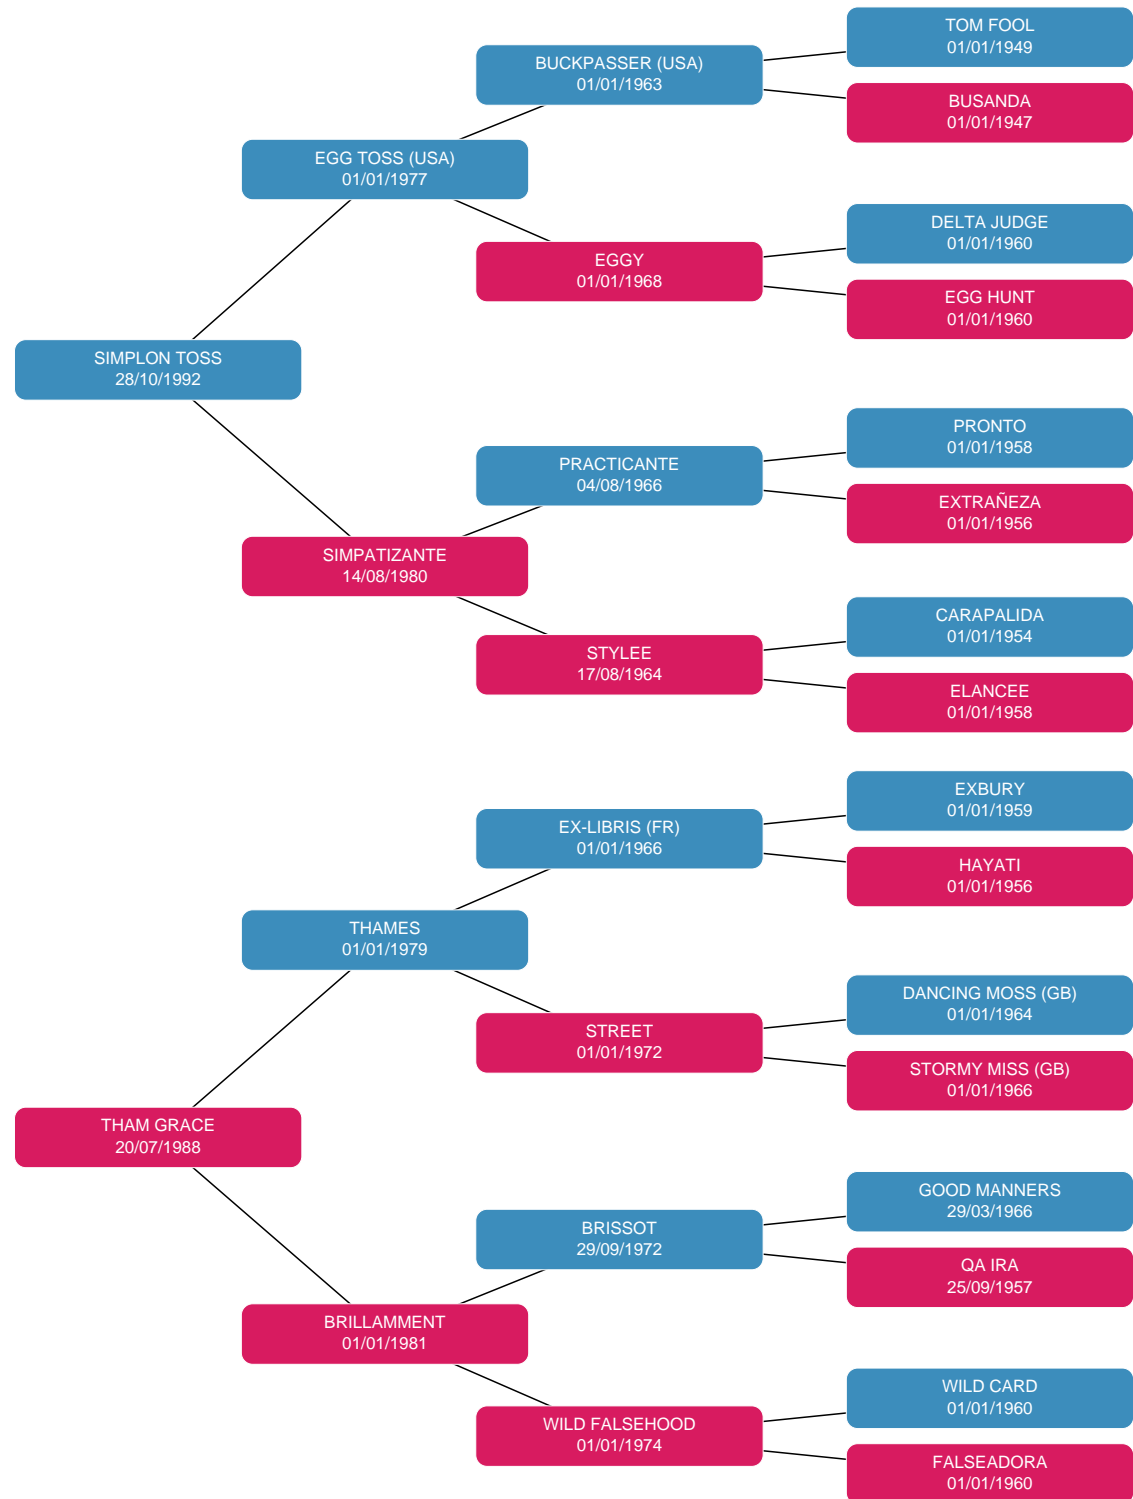 TOM FOOL
01/01/1949
BUCKPASSER (USA)
01/01/1963
BUSANDA
01/01/1947
EGG TOSS (USA)
01/01/1977
DELTA JUDGE
01/01/1960
EGGY
01/01/1968
EGG HUNT
01/01/1960
SIMPLON TOSS
28/10/1992
PRONTO
01/01/1958
PRACTICANTE
04/08/1966
EXTRAÑEZA
01/01/1956
SIMPATIZANTE
14/08/1980
CARAPALIDA
01/01/1954
STYLEE
17/08/1964
ELANCEE
01/01/1958
EXBURY
01/01/1959
EX-LIBRIS (FR)
01/01/1966
HAYATI
01/01/1956
THAMES
01/01/1979
DANCING MOSS (GB)
01/01/1964
STREET
01/01/1972
STORMY MISS (GB)
01/01/1966
THAM GRACE
20/07/1988
GOOD MANNERS
29/03/1966
BRISSOT
29/09/1972
QA IRA
25/09/1957
BRILLAMMENT
01/01/1981
WILD CARD
01/01/1960
WILD FALSEHOOD
01/01/1974
FALSEADORA
01/01/1960